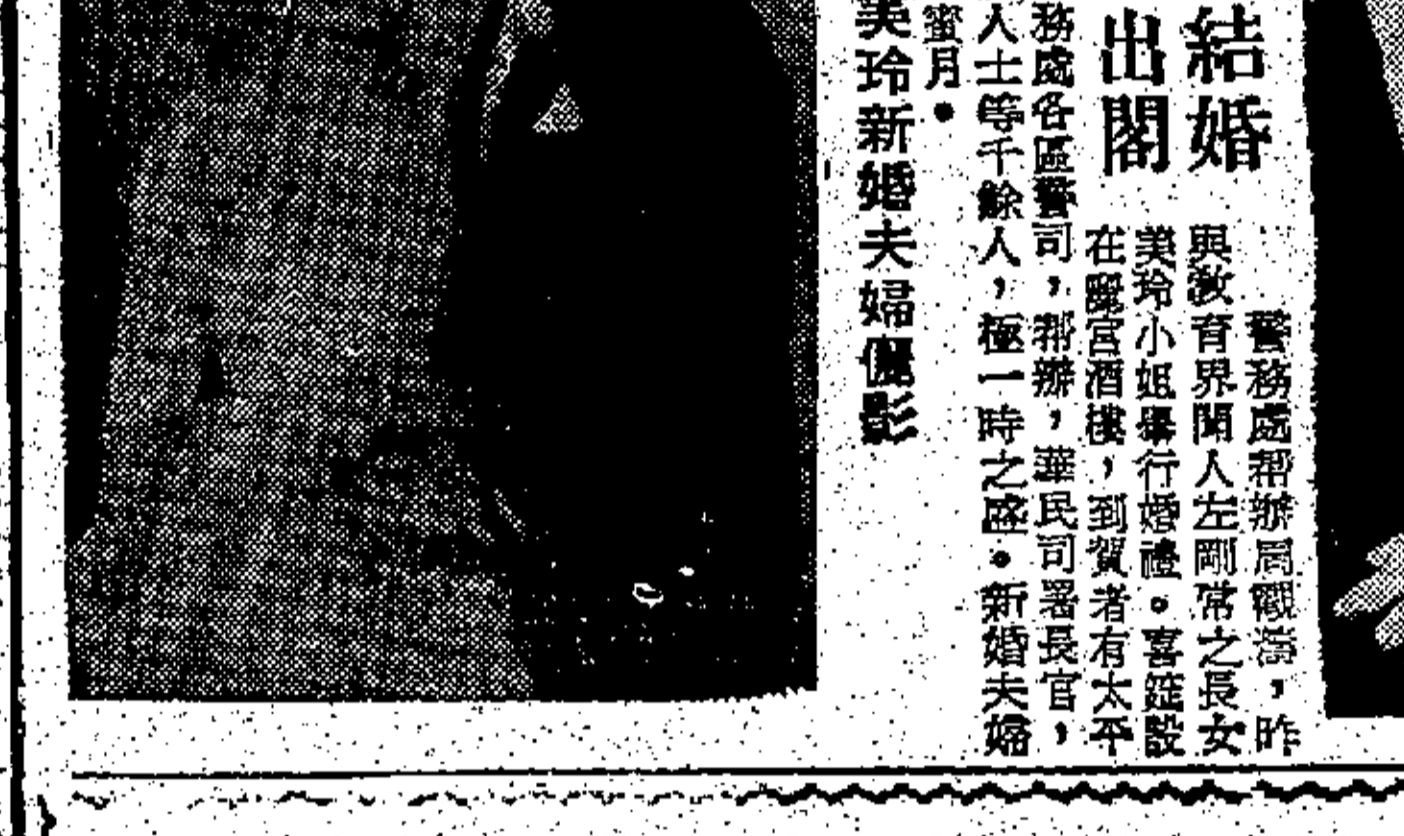 結婚
出閣
警務處帮辦周觀濤，昨
與教育界聞人左剛常之長女
美玲小姐舉行婚禮。喜筵設
在麗宮酒樓，到賀者有太平
務處各區警司，帮辦，華民司署長官，
人士等千餘人，極一時之盛。新婚夫婦
蜜月。
美玲新婚夫婦儷影